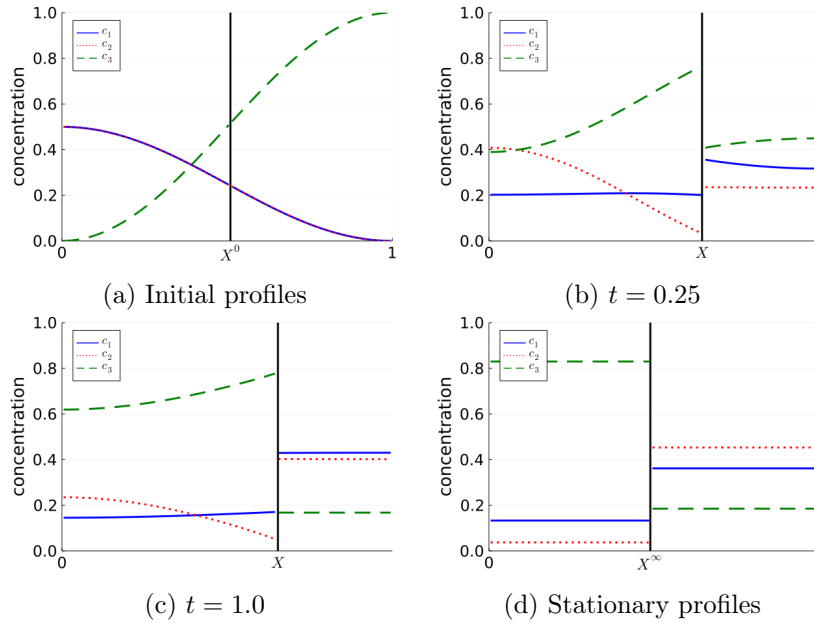 1.0
0.8
0.6
0.4
0.2
0.0
concentration
c₁
c₂
c₃
0
X⁰
1
(a) Initial profiles
1.0
0.8
0.6
0.4
0.2
0.0
concentration
c₁
c₂
c₃
0
X
(b) t = 0.25
1.0
0.8
0.6
0.4
0.2
0.0
concentration
c₁
c₂
c₃
0
X
(c) t = 1.0
1.0
0.8
0.6
0.4
0.2
0.0
concentration
c₁
c₂
c₃
0
X^∞
(d) Stationary profiles